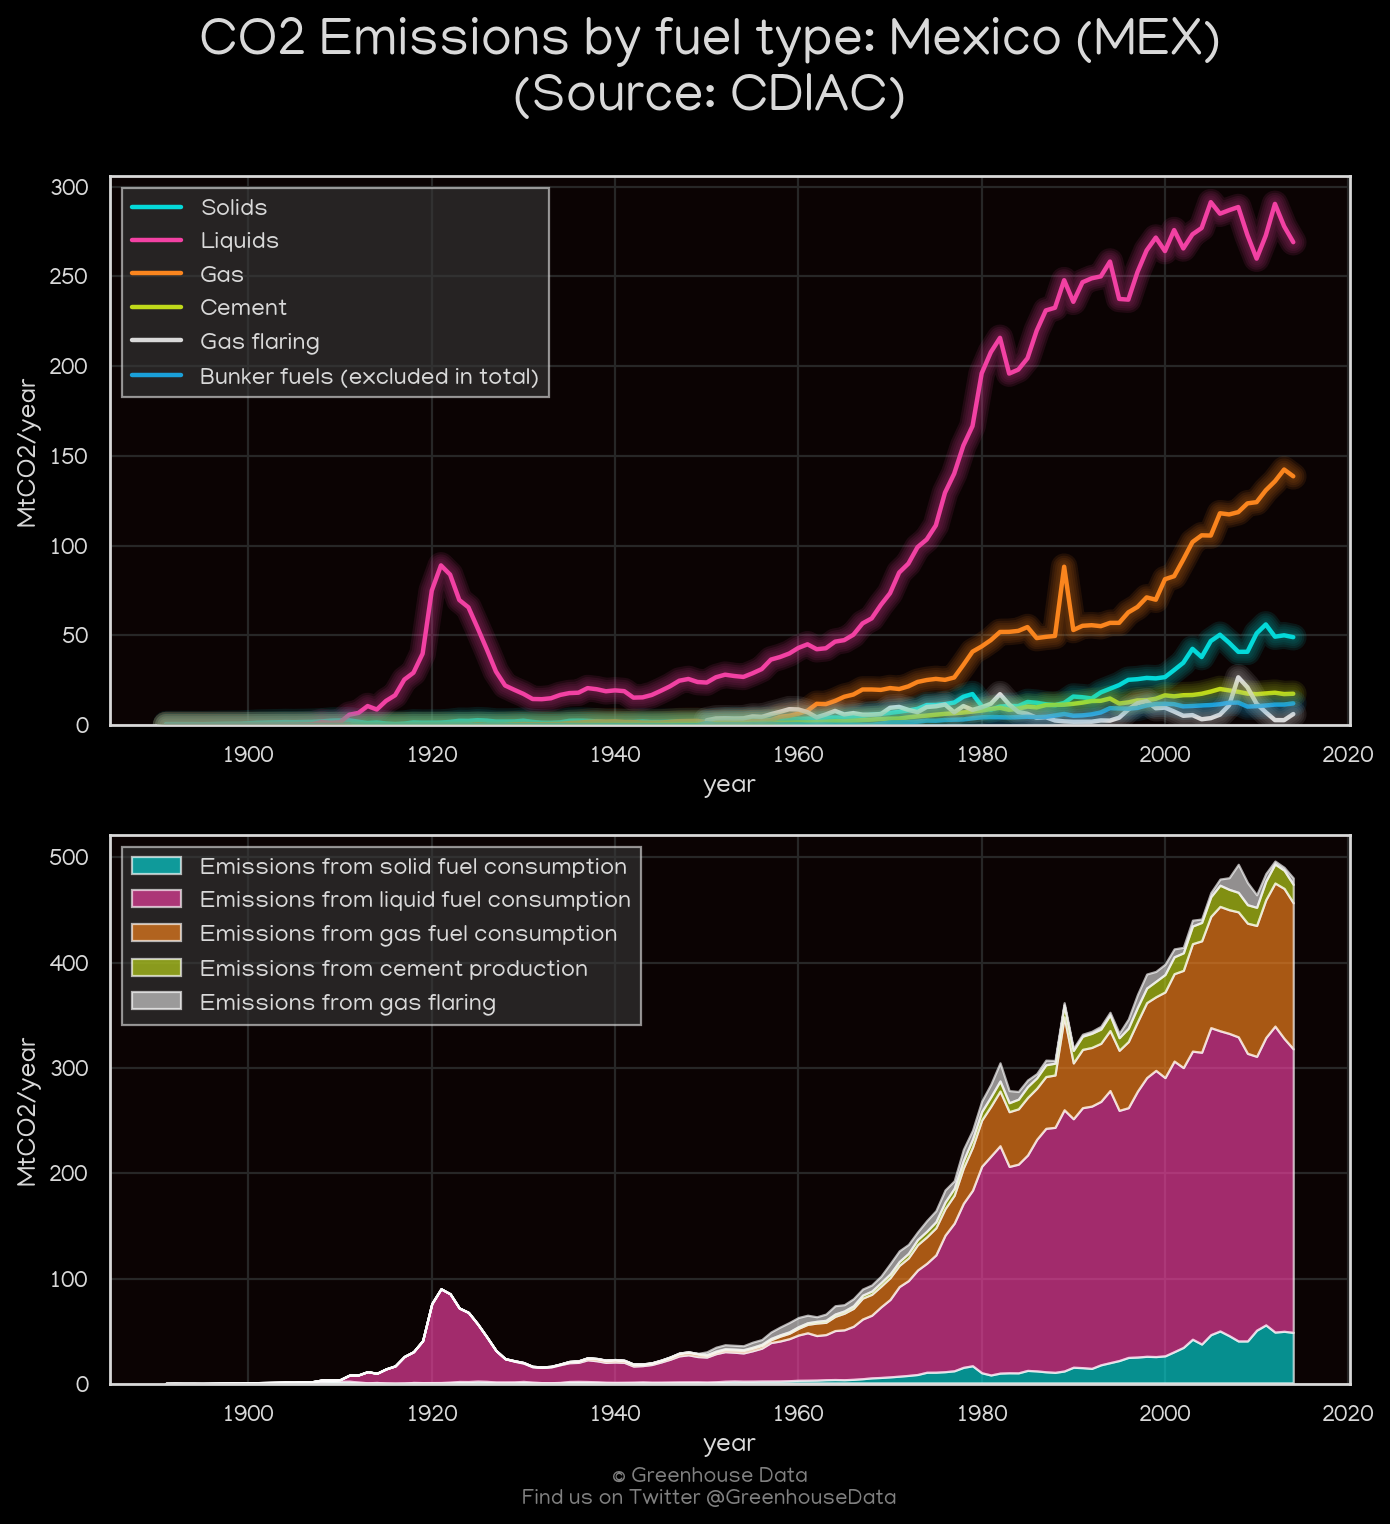 CO2 Emissions by fuel type: Mexico (MEX)
(Source: CDIAC)
300
250
200
150
100
50
0
MtCO2/year
Solids
Liquids
Gas
Cement
Gas flaring
Bunker fuels (excluded in total)
1900 1920 1940 1960 1980 2000 2020
year
500
400
300
200
100
0
MtCO2/year
Emissions from solid fuel consumption
Emissions from liquid fuel consumption
Emissions from gas fuel consumption
Emissions from cement production
Emissions from gas flaring
1900 1920 1940 1960 1980 2000 2020
year
© Greenhouse Data
Find us on Twitter @GreenhouseData